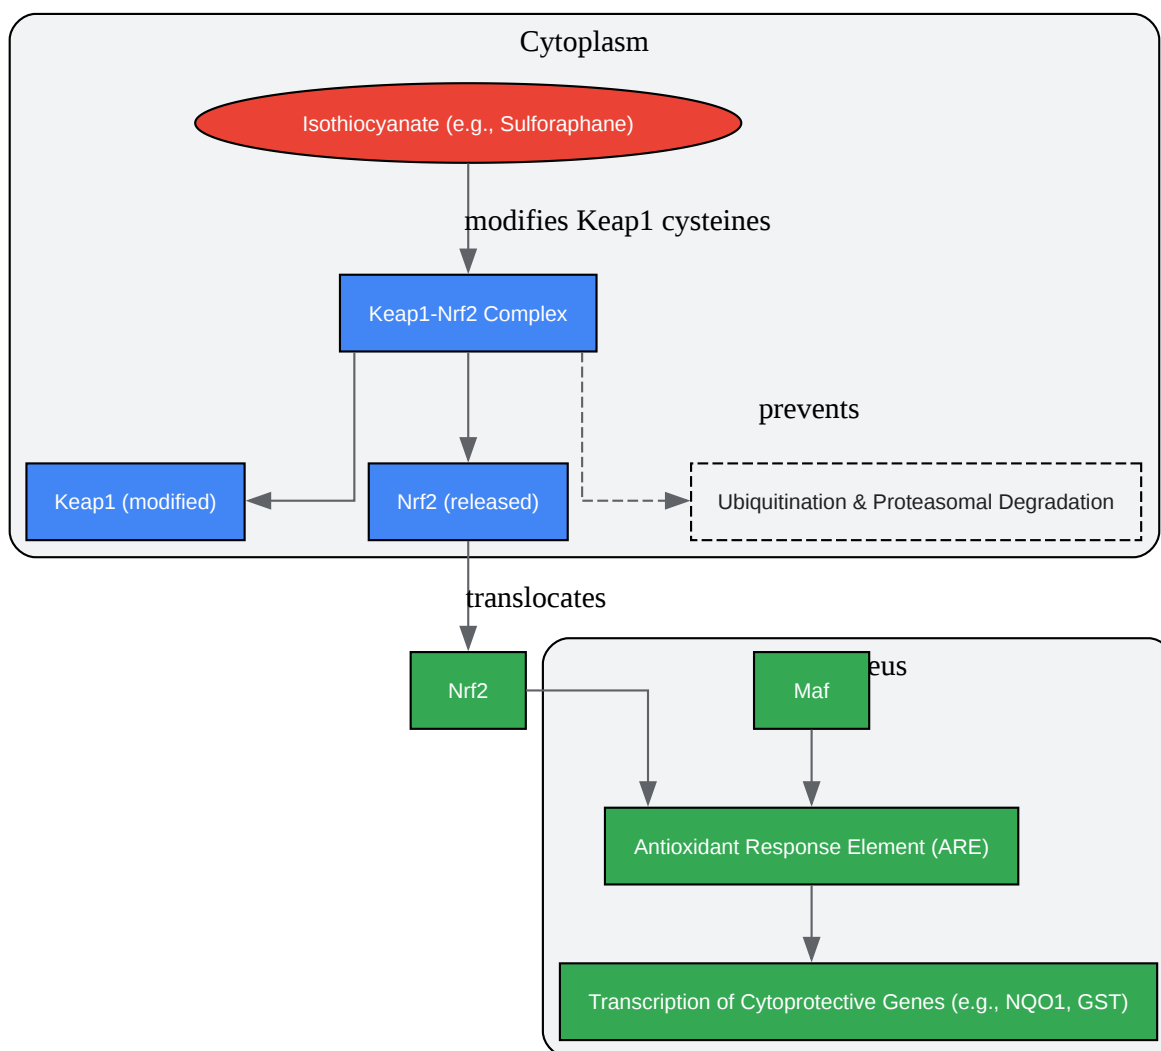 Cytoplasm
Isothiocyanate (e.g., Sulforaphane)
modifies Keap1 cysteines
Keap1-Nrf2 Complex
prevents
Keap1 (modified)
Nrf2 (released)
Ubiquitination & Proteasomal Degradation
translocates
eus
Nrf2
Maf
Antioxidant Response Element (ARE)
Transcription of Cytoprotective Genes (e.g., NQO1, GST)